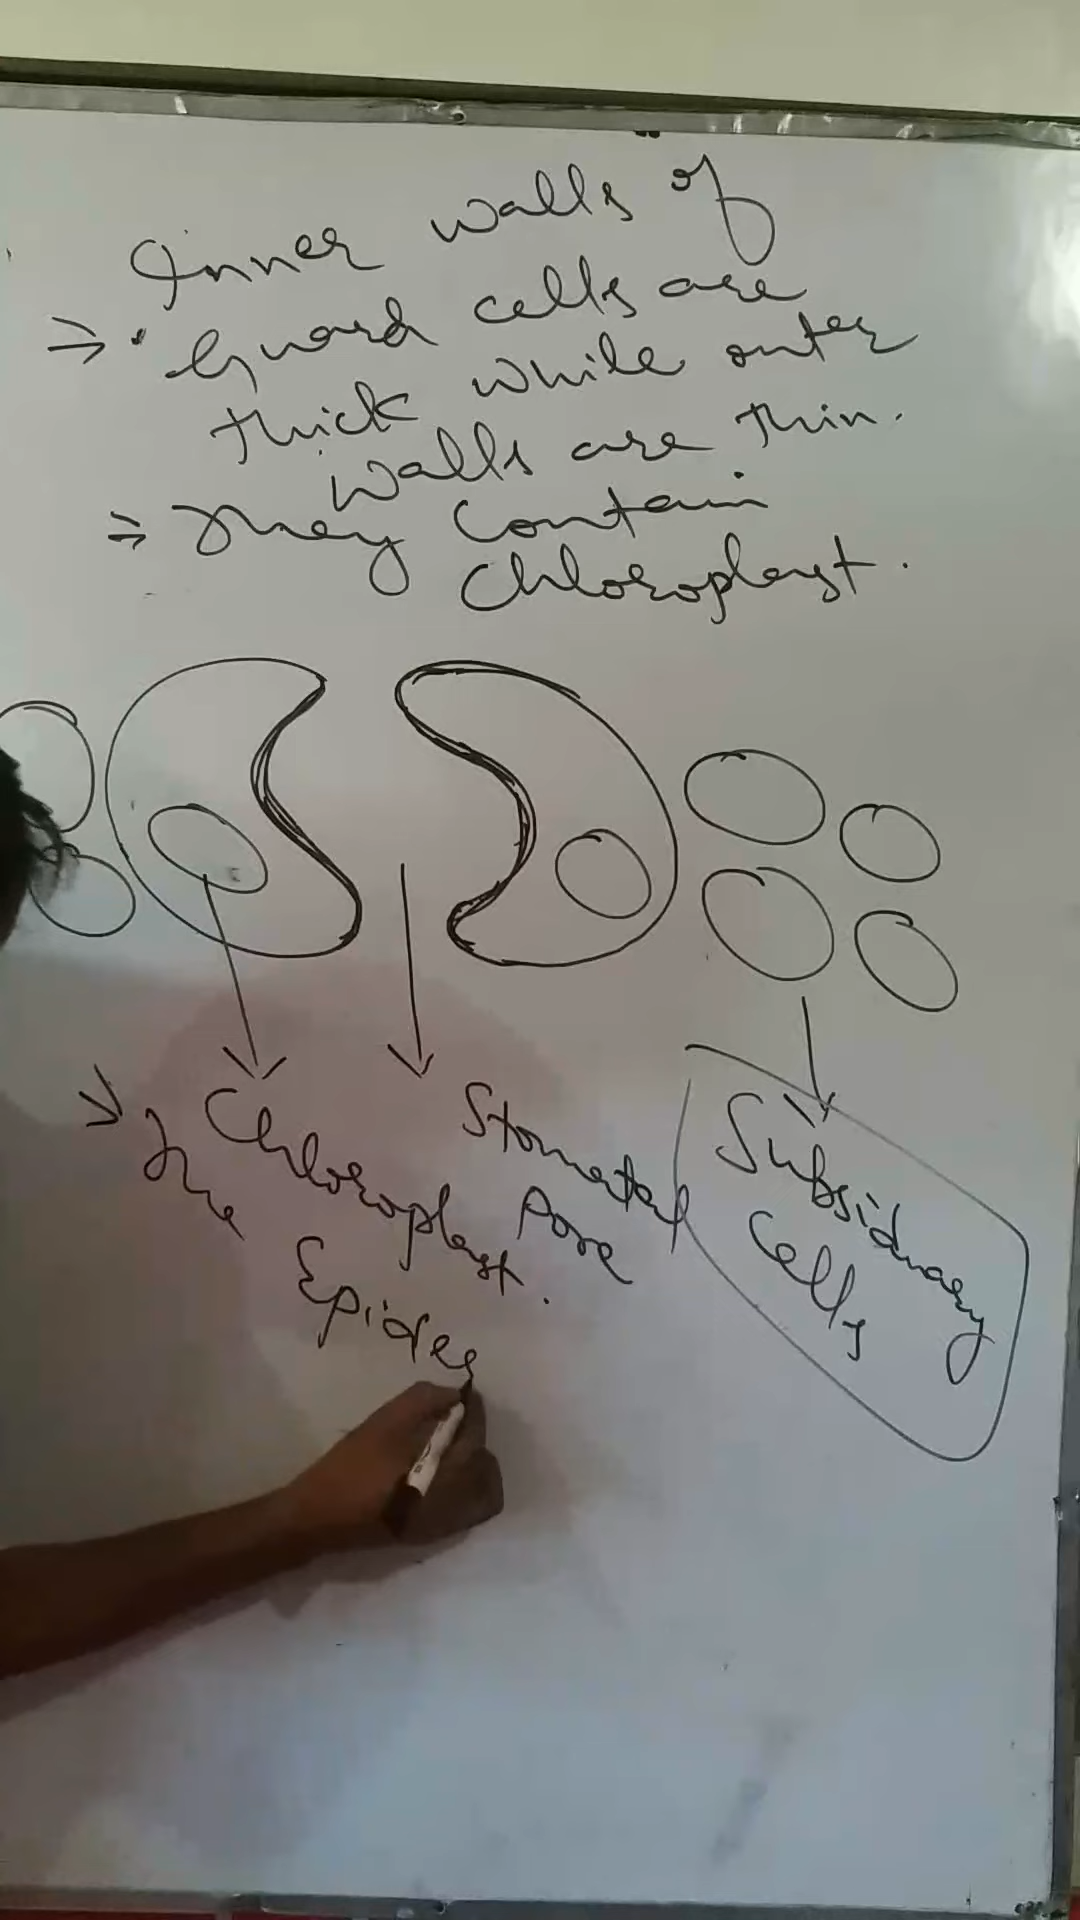 Inner walls of
⇒ • Guard cells are
thick while outer
walls are thin.
⇒ They contain
Chloroplast.
Chloroplast.
Stomatal
Pore
Subsiduary
Cells
The
Epider